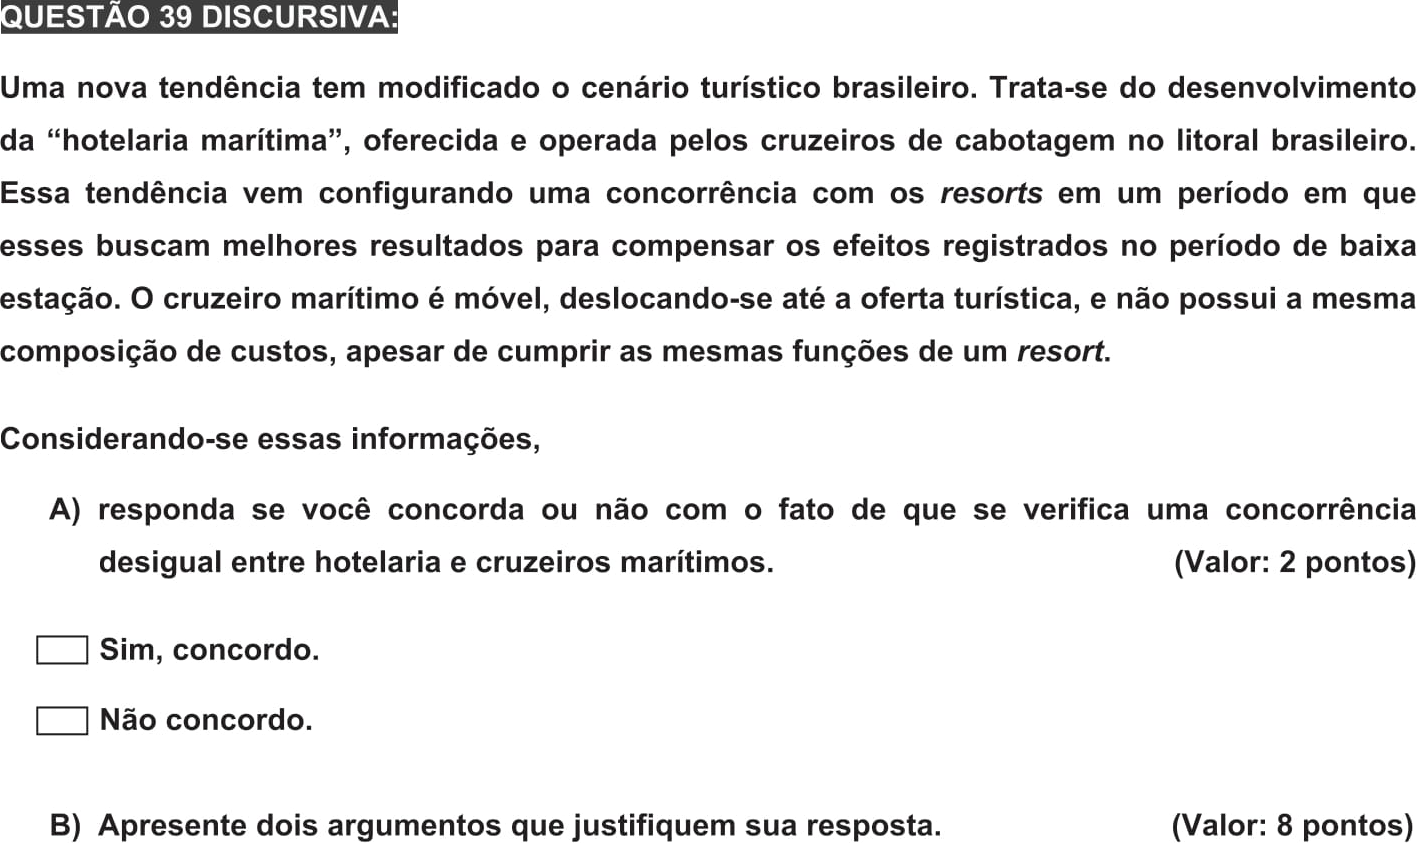 QUESTÃO 39 DISCURSIVA:
Uma nova tendência tem modificado o cenário turístico brasileiro. Trata-se do desenvolvimento
da “hotelaria marítima”, oferecida e operada pelos cruzeiros de cabotagem no litoral brasileiro.
Essa tendência vem configurando uma concorrência com os resorts em um período em que
esses buscam melhores resultados para compensar os efeitos registrados no período de baixa
estação. O cruzeiro marítimo é móvel, deslocando-se até a oferta turística, e não possui a mesma
composição de custos, apesar de cumprir as mesmas funções de um resort.
Considerando-se essas informações,
A) responda se você concorda ou não com o fato de que se verifica uma concorrência
desigual entre hotelaria e cruzeiros marítimos. (Valor: 2 pontos)
Sim, concordo.
Não concordo.
B) Apresente dois argumentos que justifiquem sua resposta. (Valor: 8 pontos)